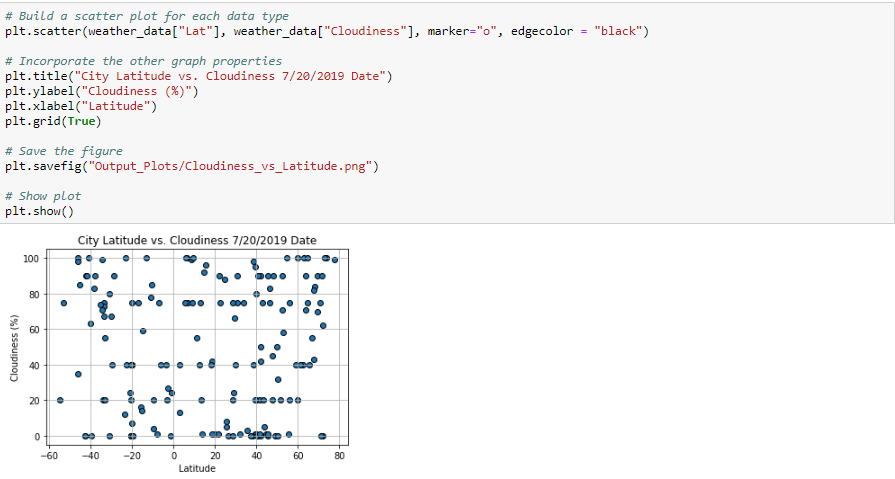 # Build a scatter plot for each data type
plt.scatter(weather_data["Lat"], weather_data["Cloudiness"], marker="o", edgecolor = "black")
# Incorporate the other graph properties
plt.title("City Latitude vs. Cloudiness 7/20/2019 Date")
plt.ylabel("Cloudiness (%)")
plt.xlabel("Latitude")
plt.grid(True)
# Save the figure
plt.savefig("Output_Plots/Cloudiness_vs_Latitude.png")
# Show plot
plt.show()
City Latitude vs. Cloudiness 7/20/2019 Date
Cloudiness (%)
100
80
60
40
20
0
−60 −40 −20 0 20 40 60 80
Latitude